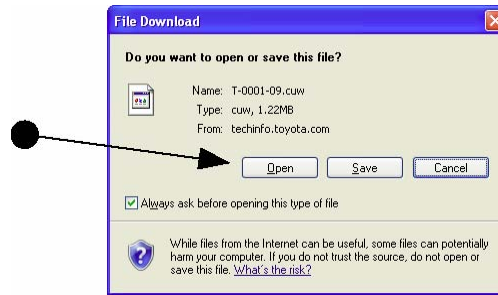 File Download
Do you want to open or save this file?
Name: T-0001-09.cuw
Type: cuw, 1.22MB
From: techinfo.toyota.com
Open Save Cancel
Always ask before opening this type of file
While files from the Internet can be useful, some files can potentially
harm your computer. If you do not trust the source, do not open or
save this file. What's the risk?